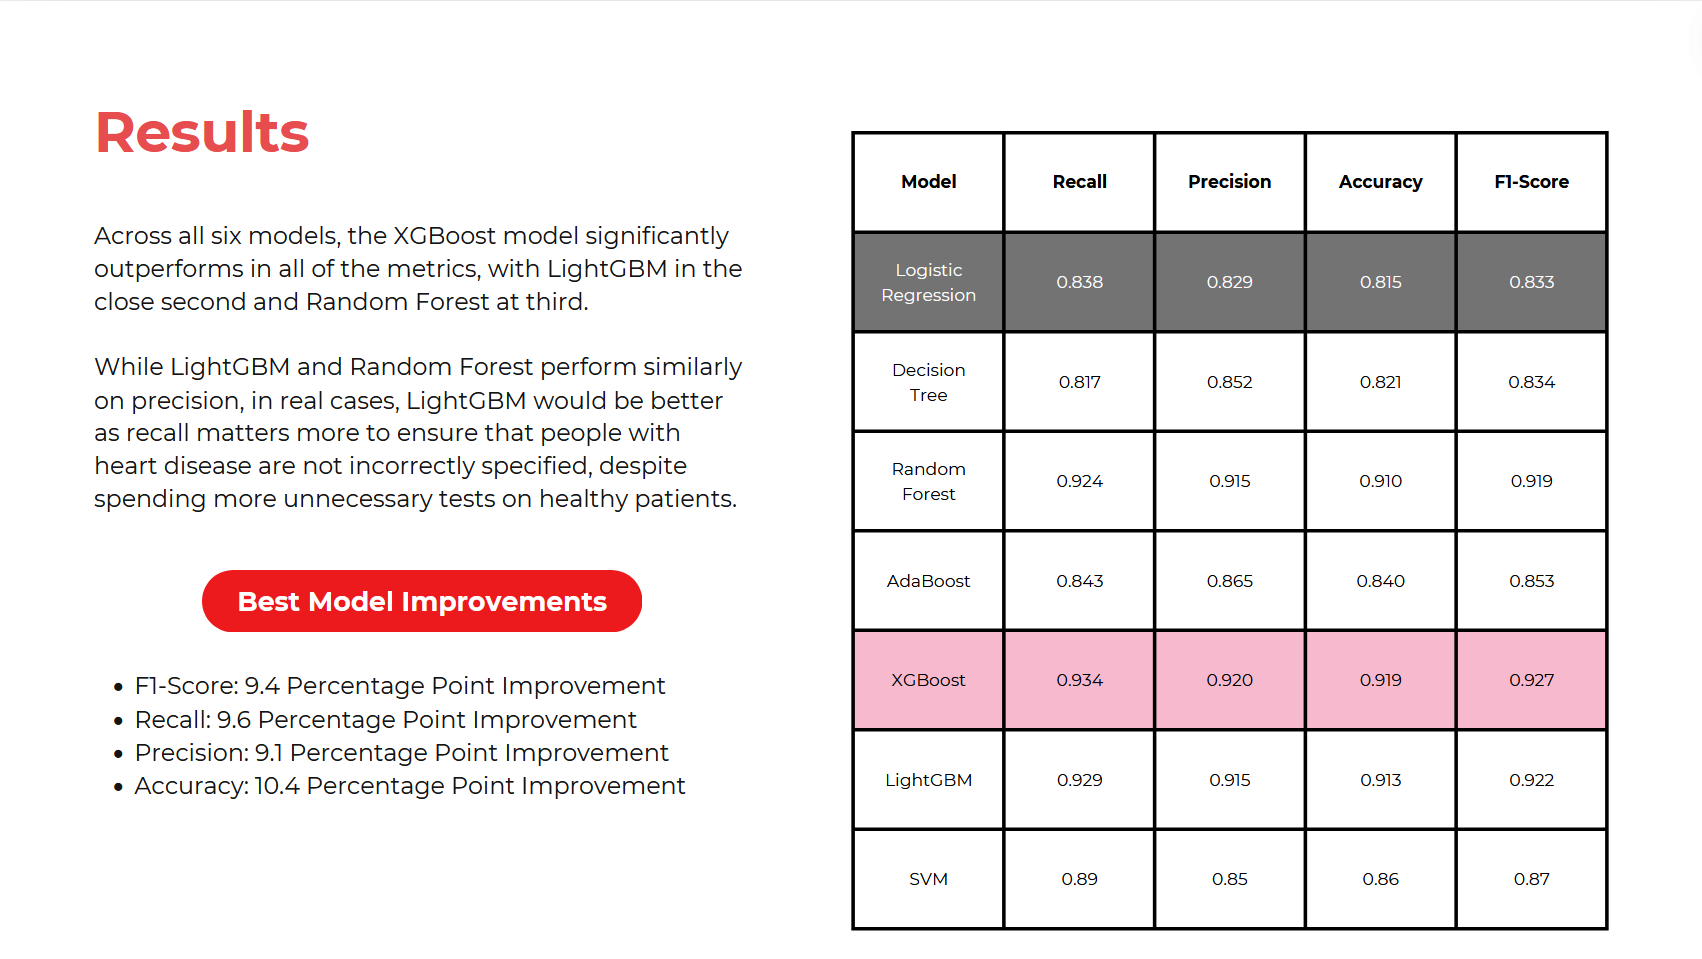 Results
Across all six models, the XGBoost model significantly
outperforms in all of the metrics, with LightGBM in the
close second and Random Forest at third.
While LightGBM and Random Forest perform similarly
on precision, in real cases, LightGBM would be better
as recall matters more to ensure that people with
heart disease are not incorrectly specified, despite
spending more unnecessary tests on healthy patients.
Best Model Improvements
• F1-Score: 9.4 Percentage Point Improvement
• Recall: 9.6 Percentage Point Improvement
• Precision: 9.1 Percentage Point Improvement
• Accuracy: 10.4 Percentage Point Improvement
Model Recall Precision Accuracy F1-Score
Logistic
Regression 0.838 0.829 0.815 0.833
Decision
Tree 0.817 0.852 0.821 0.834
Random
Forest 0.924 0.915 0.910 0.919
AdaBoost 0.843 0.865 0.840 0.853
XGBoost 0.934 0.920 0.919 0.927
LightGBM 0.929 0.915 0.913 0.922
SVM 0.89 0.85 0.86 0.87